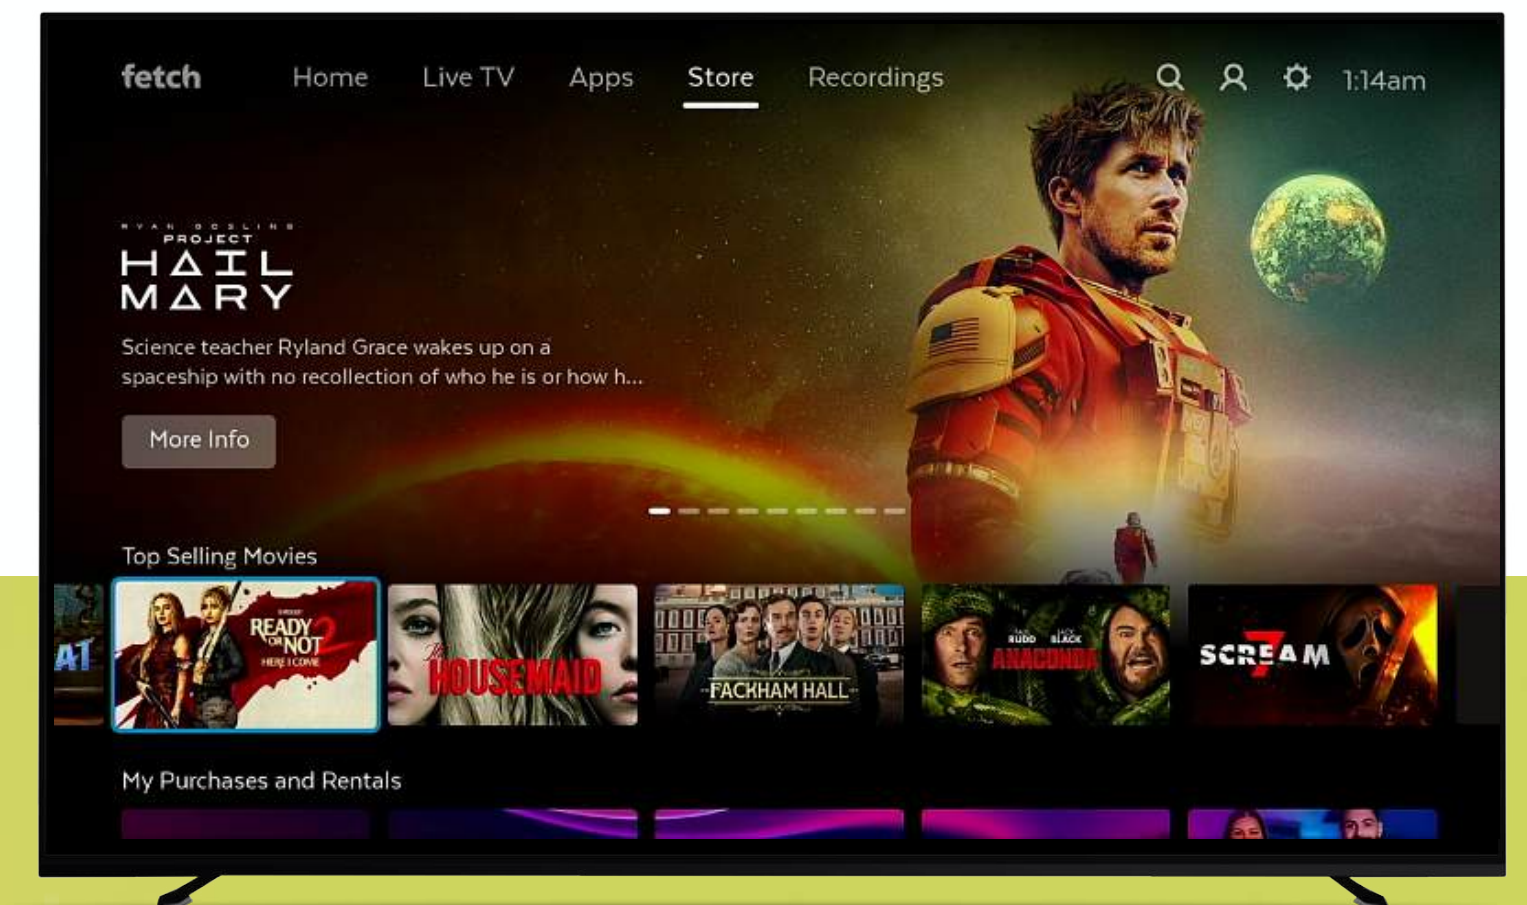 fetch
Home
Live TV
Apps
Store
Recordings
1:14am
RYAN GOSLING
PROJECT
HAIL
MARY
Science teacher Ryland Grace wakes up on a
spaceship with no recollection of who he is or how h...
More Info
Top Selling Movies
AT
READY
OR NOT 2
HERE I COME
The
HOUSEMAID
FACKHAM HALL
RUDD
BLACK
ANACONDA
SCREAM
7
My Purchases and Rentals